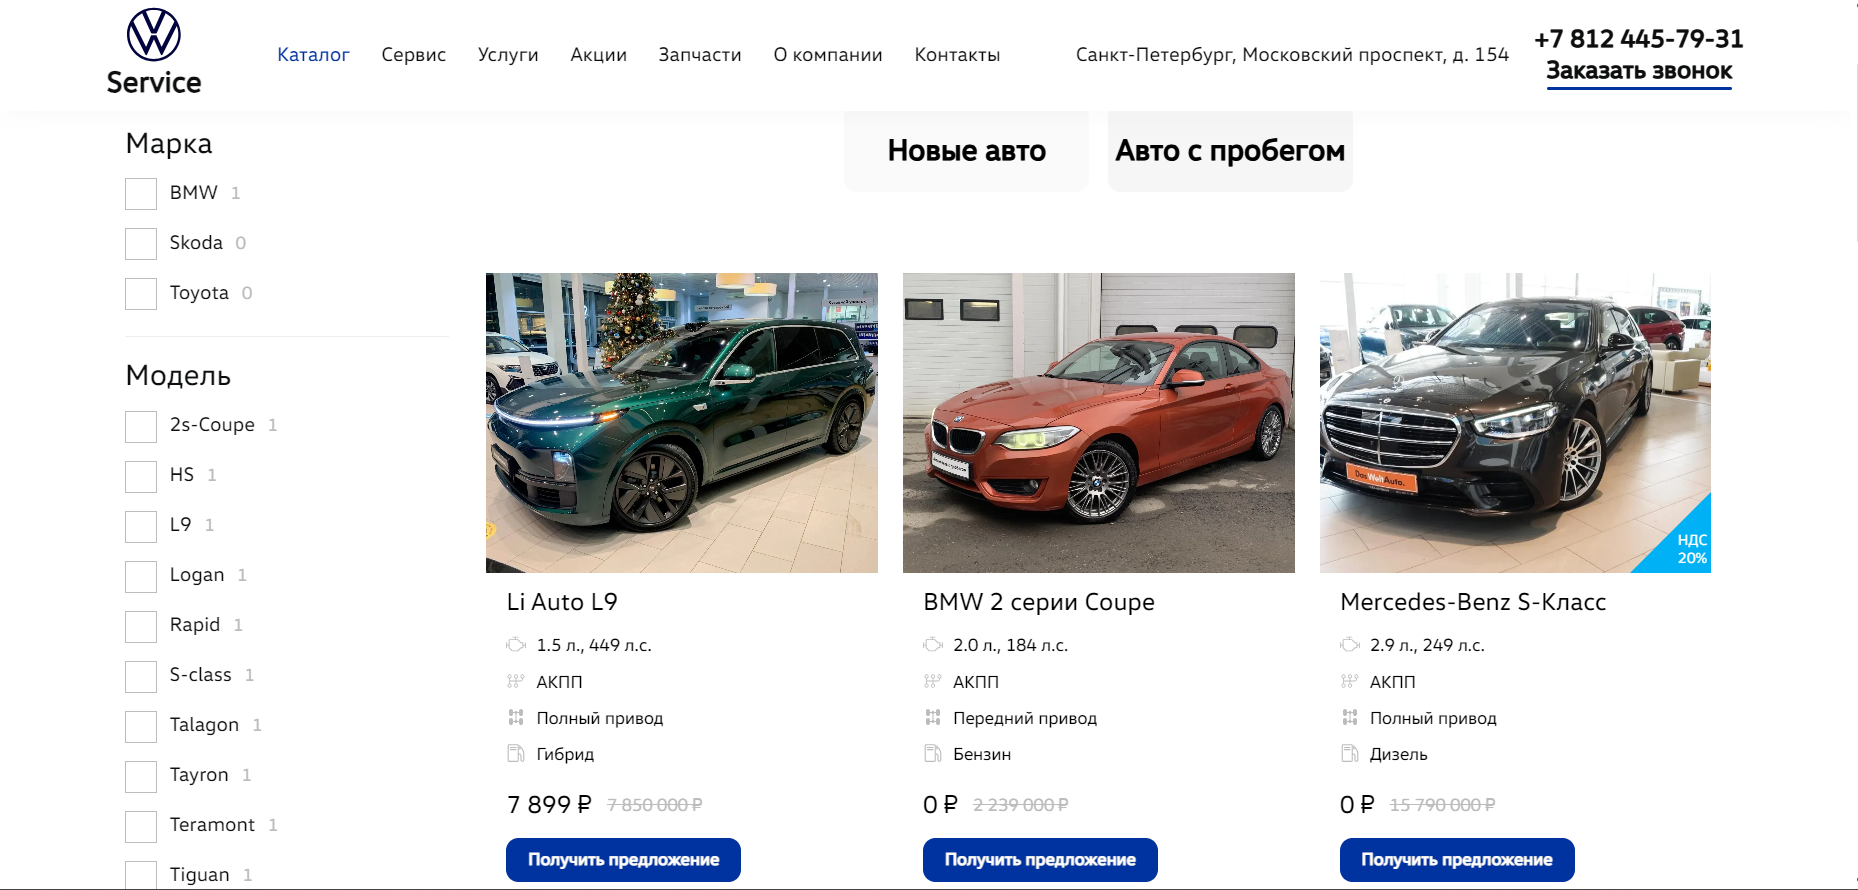 Service
Каталог
Сервис
Услуги
Акции
Запчасти
О компании
Контакты
Санкт-Петербург, Московский проспект, д. 154
+7 812 445-79-31
Заказать звонок
Марка
BMW 1
Skoda 0
Toyota 0
Модель
2s-Coupe 1
HS 1
L9 1
Logan 1
Rapid 1
S-class 1
Talagon 1
Tayron 1
Teramont 1
Tiguan 1
Новые авто
Авто с пробегом
Li Auto L9
1.5 л., 449 л.с.
АКПП
Полный привод
Гибрид
7 899 ₽ 7 850 000 ₽
Получить предложение
BMW 2 серии Coupe
2.0 л., 184 л.с.
АКПП
Передний привод
Бензин
0 ₽ 2 239 000 ₽
Получить предложение
DasWeltAuto.
НДС
20%
Mercedes-Benz S-Класс
2.9 л., 249 л.с.
АКПП
Полный привод
Дизель
0 ₽ 15 790 000 ₽
Получить предложение